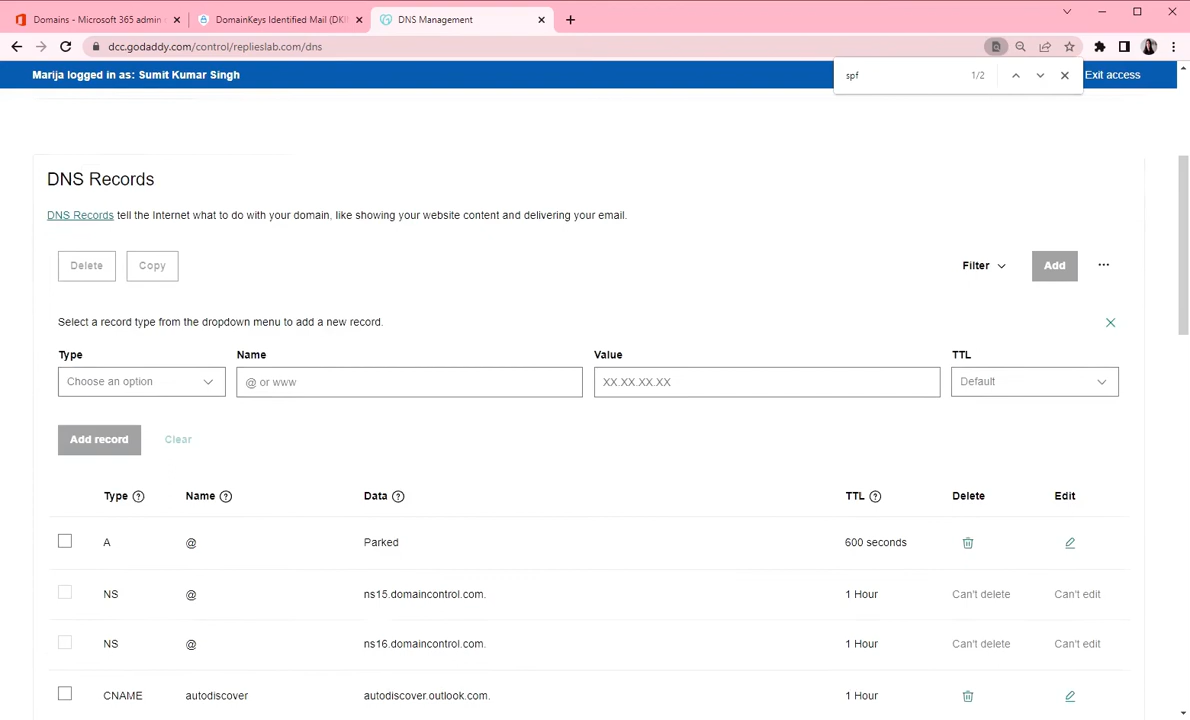 Domains - Microsoft 365 admin
DomainKeys Identified Mail (DKI
DNS Management
dcc.godaddy.com/control/replieslab.com/dns
Marija logged in as: Sumit Kumar Singh
spf
1/2
Exit access
DNS Records
DNS Records tell the Internet what to do with your domain, like showing your website content and delivering your email.
Delete Copy Filter Add ...
Select a record type from the dropdown menu to add a new record.
Type Name Value TTL
Choose an option @ or www XX.XX.XX.XX Default
Add record Clear
Type ? Name ? Data ? TTL ? Delete Edit
A @ Parked 600 seconds
NS @ ns15.domaincontrol.com. 1 Hour Can't delete Can't edit
NS @ ns16.domaincontrol.com. 1 Hour Can't delete Can't edit
CNAME autodiscover autodiscover.outlook.com. 1 Hour